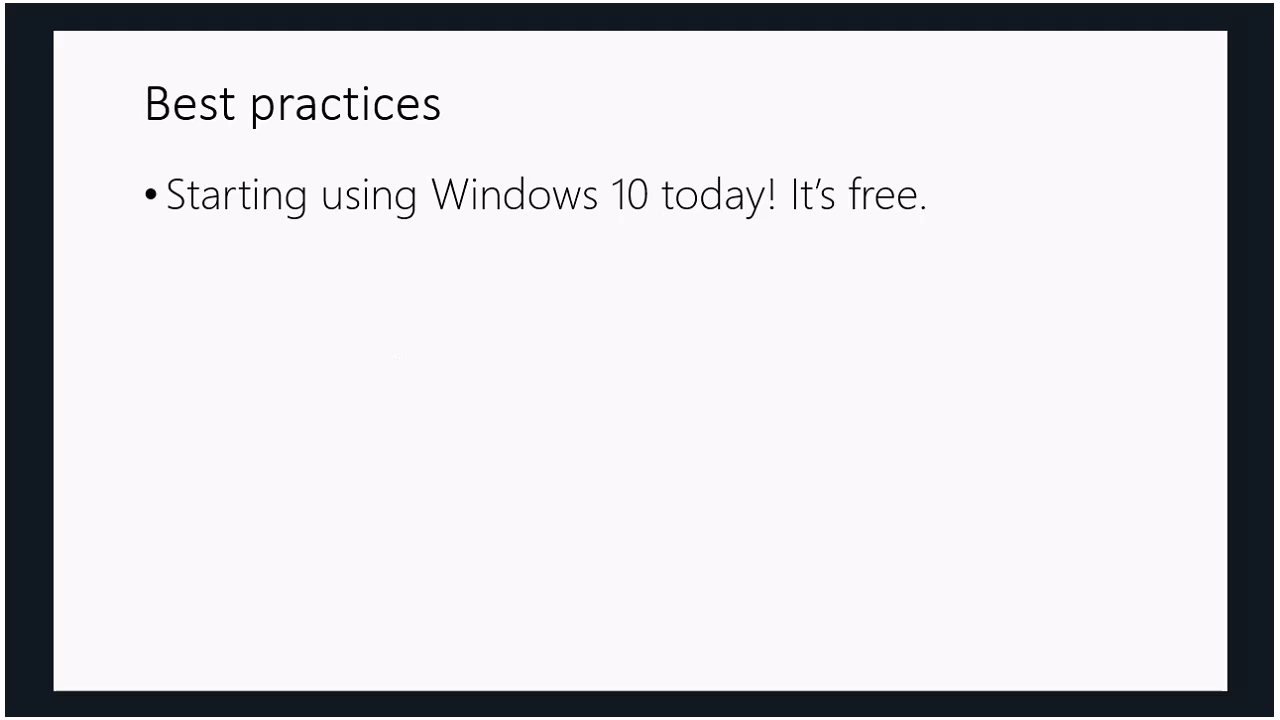 Best practices
• Starting using Windows 10 today! It's free.